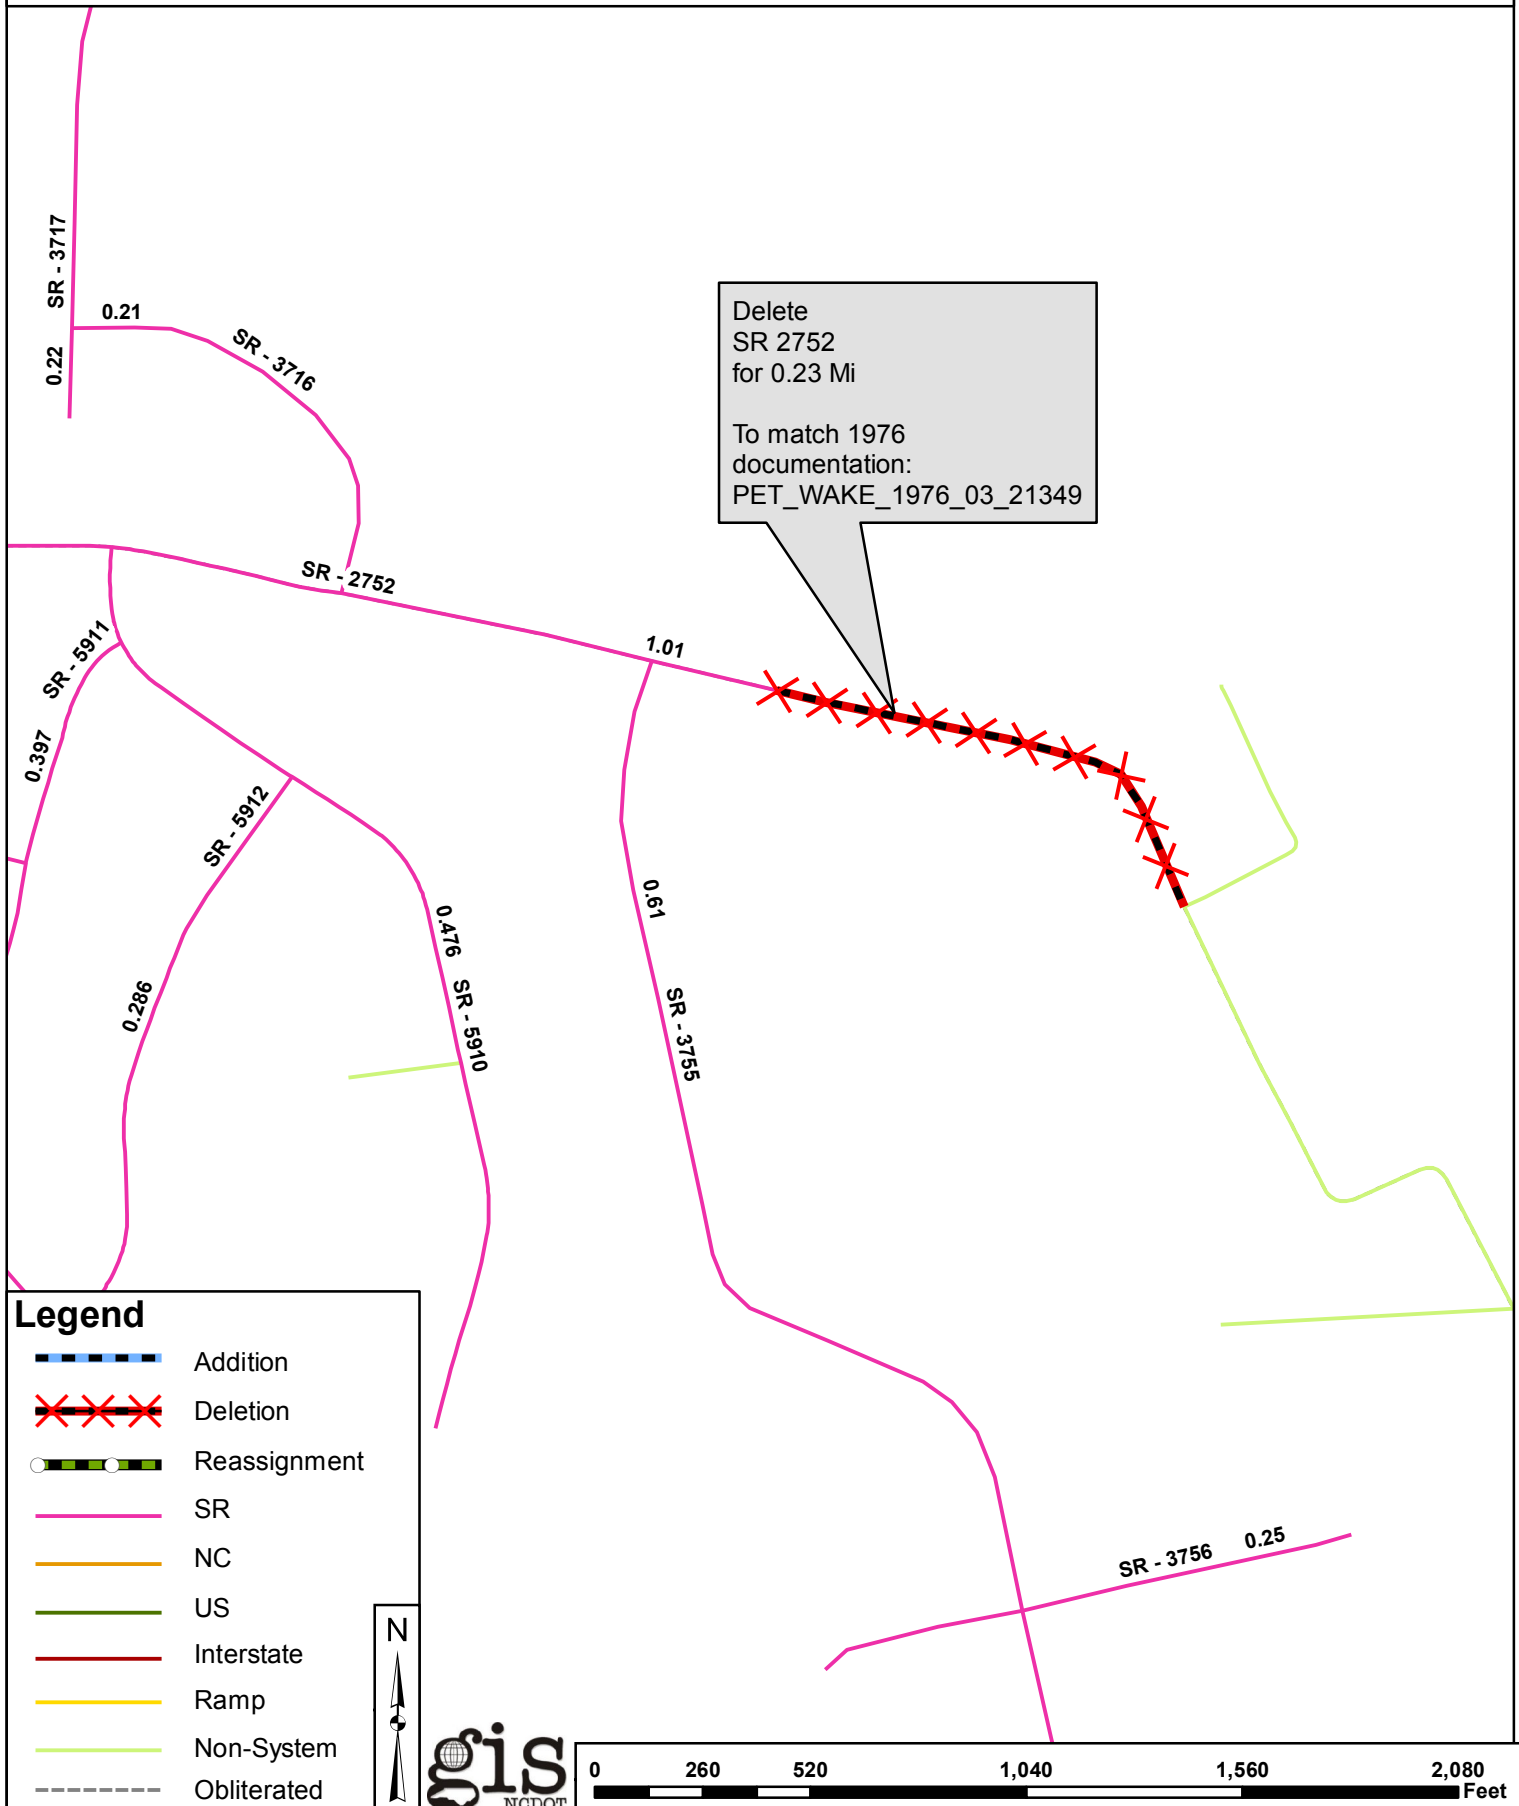 SR - 3717
0.22
0.21
SR - 3716
Delete
SR 2752
for 0.23 Mi
To match 1976
documentation:
PET_WAKE_1976_03_21349
SR - 2752
1.01
SR - 5911
0.397
SR - 5912
0.286
0.476 SR - 5910
0.61
SR - 3755
SR - 3756 0.25
Legend
Addition
Deletion
Reassignment
SR
NC
US
Interstate
Ramp
Non-System
Obliterated
N
gis
NCDOT
0 260 520 1,040 1,560 2,080
Feet